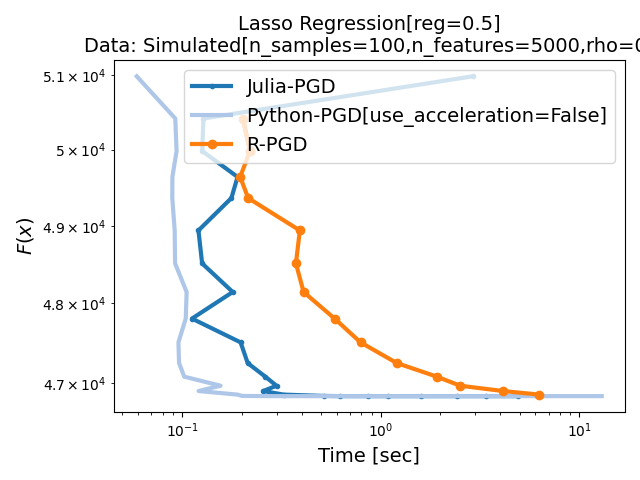 Lasso Regression[reg=0.5]
Data: Simulated[n_samples=100,n_features=5000,rho=0
Julia-PGD
Python-PGD[use_acceleration=False]
R-PGD
F(x)
5.1 × 10⁴
5 × 10⁴
4.9 × 10⁴
4.8 × 10⁴
4.7 × 10⁴
10⁻¹ 10⁰ 10¹
Time [sec]